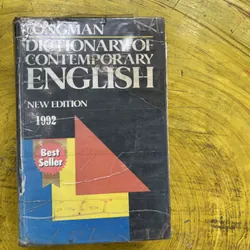 LONGMAN
DICTIONARY OF
CONTEMPORARY
ENGLISH
NEW EDITION
1992
Best
Seller